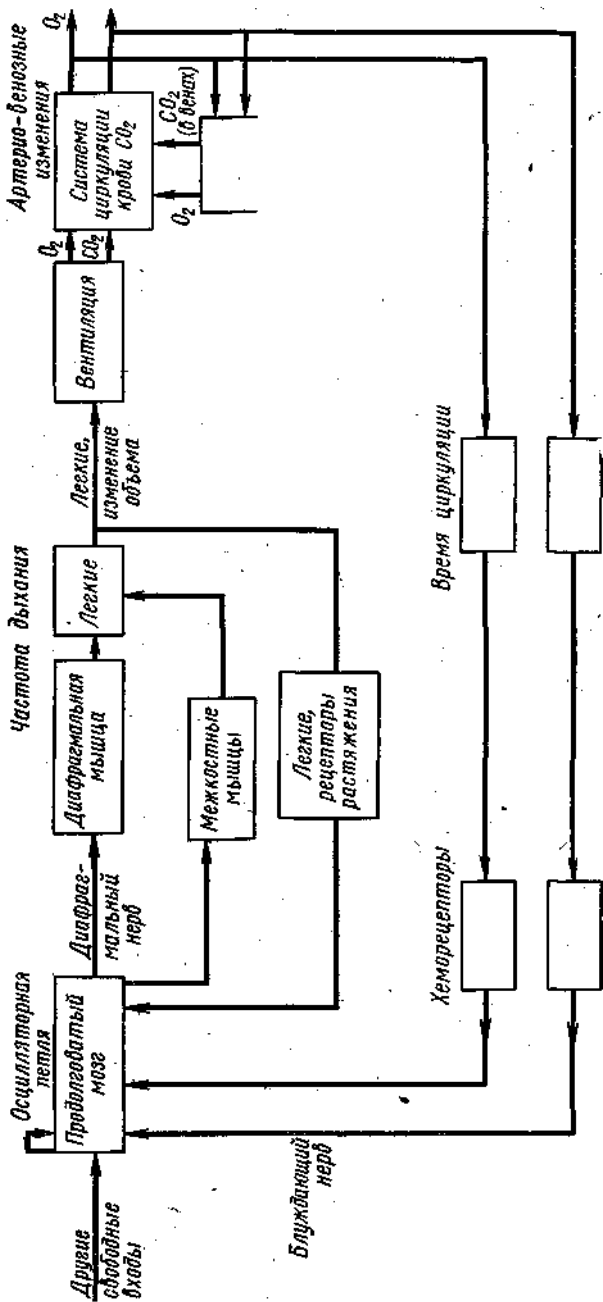 Другие
свободные
входы
Осцилляторная
петля
Продолговатый
мозг
Диафраг-
мальный
нерв
Частота дыхания
Диафрагмальная
мышца
Легкие
Межкостные
мышцы
Легкие,
рецепторы
растяжения
Легкие,
изменение
объема
Вентиляция
O₂
CO₂
Артерио-венозные
изменения
Система
циркуляции
крови CO₂
O₂
O₂
CO₂
(в венах)
Время циркуляции
Хеморецепторы
Блуждающий
нерв